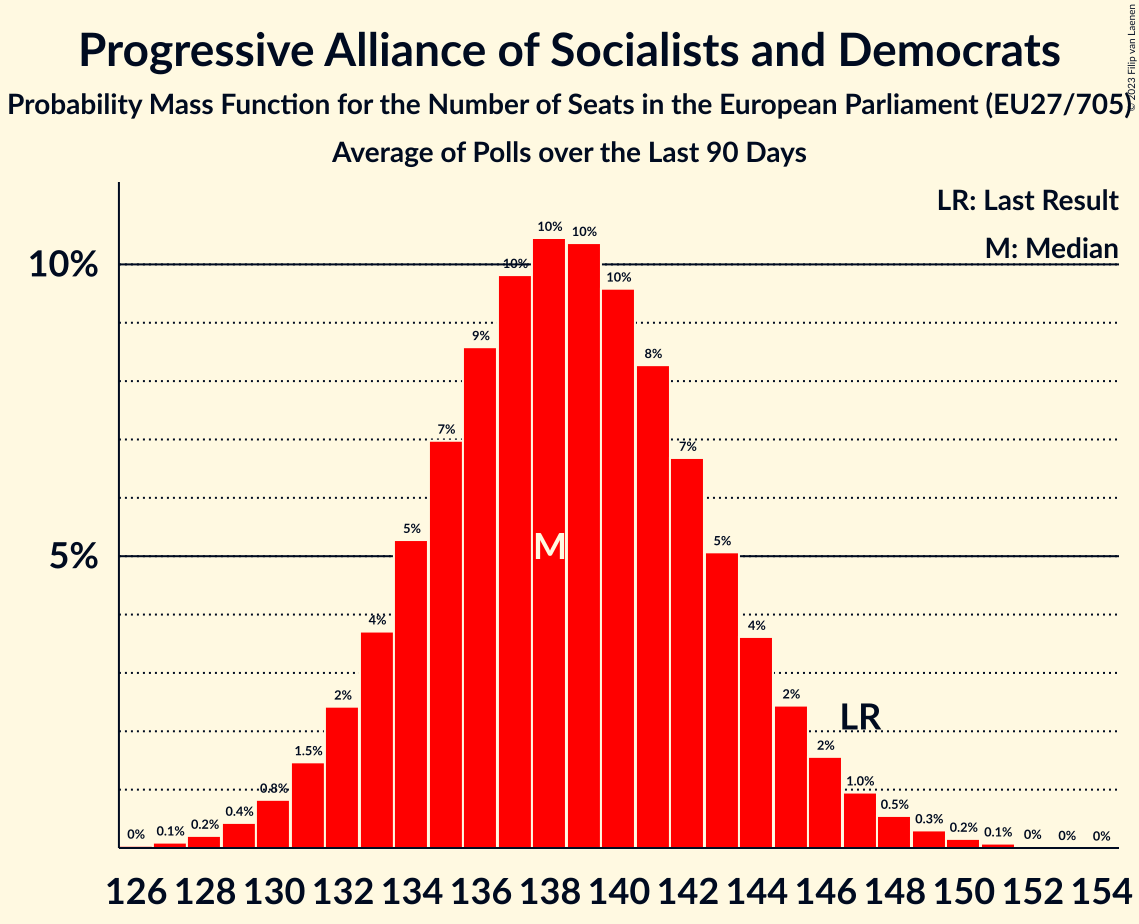 Progressive Alliance of Socialists and Democrats
Probability Mass Function for the Number of Seats in the European Parliament (EU27/705)
Average of Polls over the Last 90 Days
© 2023 Filip van Laenen
LR: Last Result
M: Median
10%
5%
0% 0.1% 0.2% 0.4% 0.8% 1.5% 2% 4% 5% 7% 9% 10% 10% 10% 10% 8% 7% 5% 4% 2% 2% 1.0% 0.5% 0.3% 0.2% 0.1% 0% 0% 0%
M
LR
126 128 130 132 134 136 138 140 142 144 146 148 150 152 154